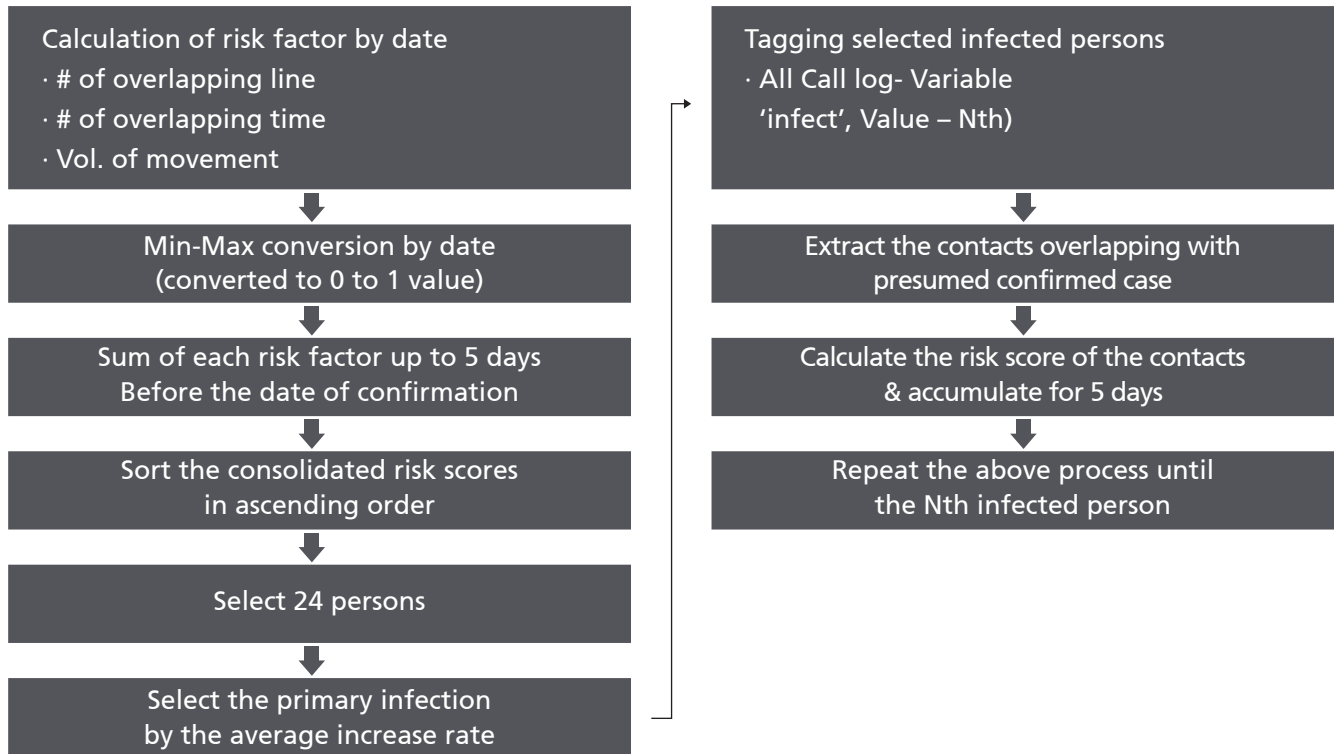 Calculation of risk factor by date
· # of overlapping line
· # of overlapping time
· Vol. of movement
Min-Max conversion by date
(converted to 0 to 1 value)
Sum of each risk factor up to 5 days
Before the date of confirmation
Sort the consolidated risk scores
in ascending order
Select 24 persons
Select the primary infection
by the average increase rate
Tagging selected infected persons
· All Call log- Variable
‘infect’, Value – Nth)
Extract the contacts overlapping with
presumed confirmed case
Calculate the risk score of the contacts
& accumulate for 5 days
Repeat the above process until
the Nth infected person